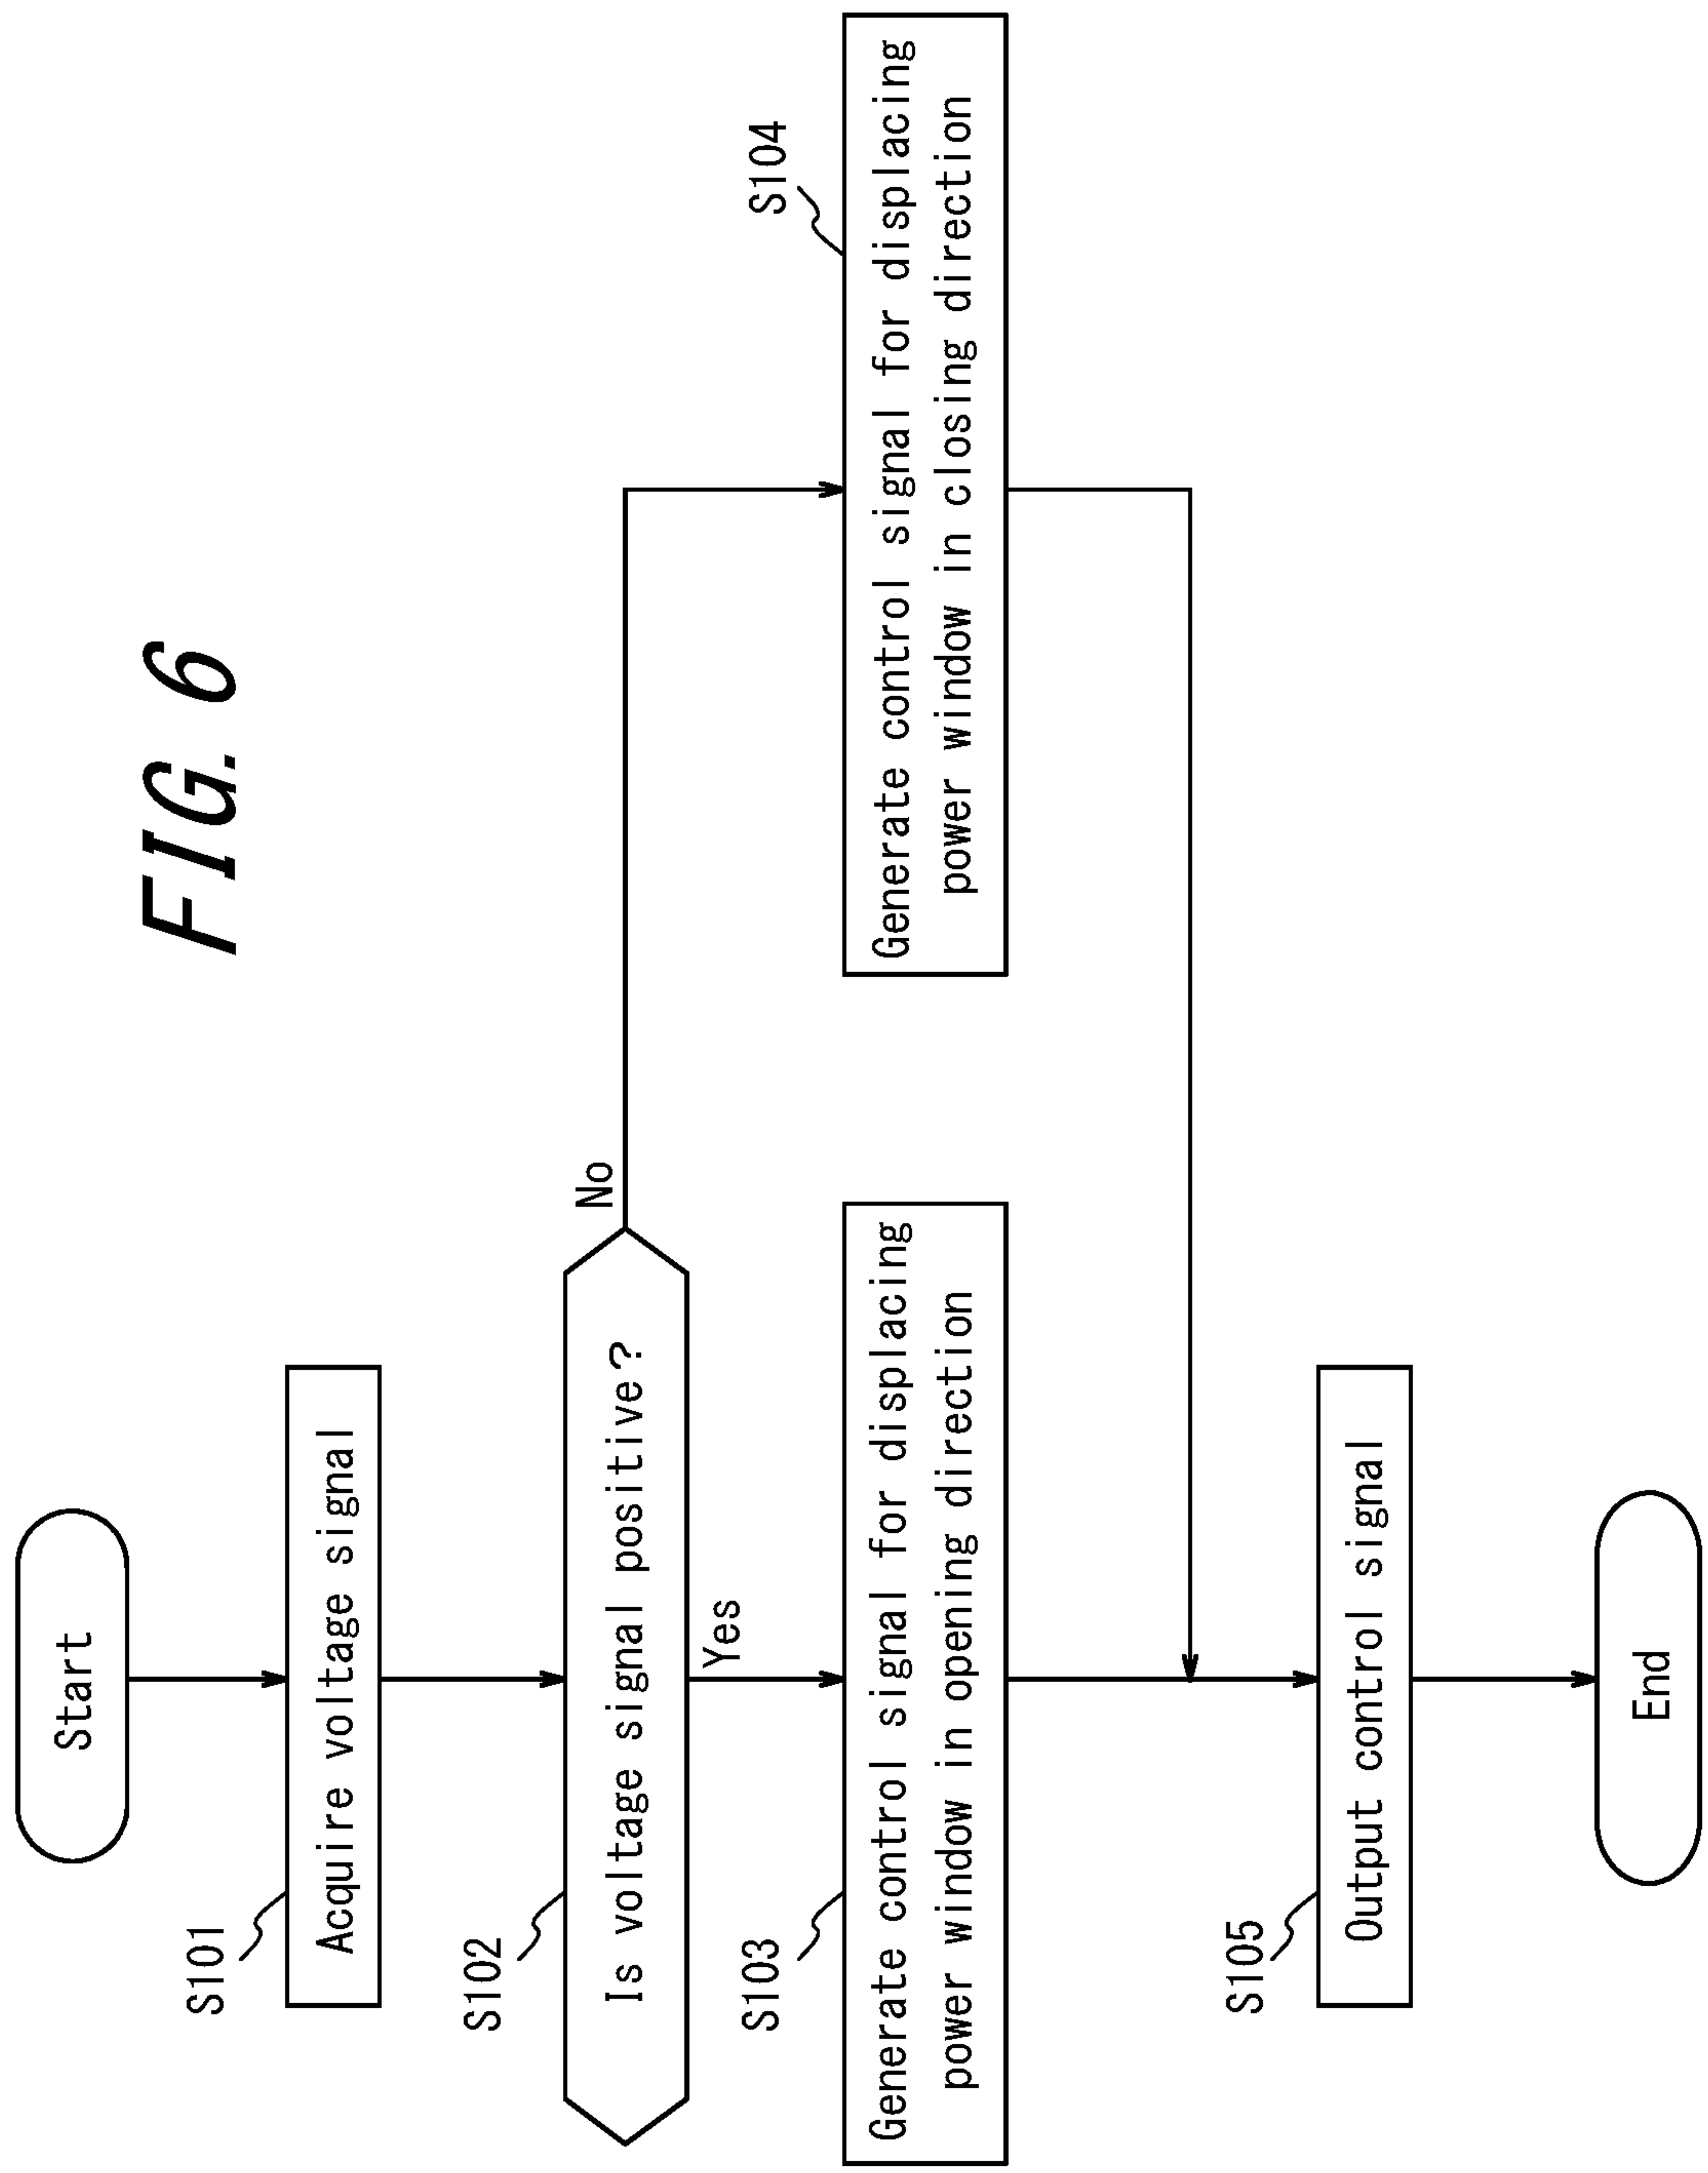 FIG. 6
Start
S101
Acquire voltage signal
S102
Is voltage signal positive?
No
Yes
S103
Generate control signal for displacing
power window in opening direction
S104
Generate control signal for displacing
power window in closing direction
S105
Output control signal
End